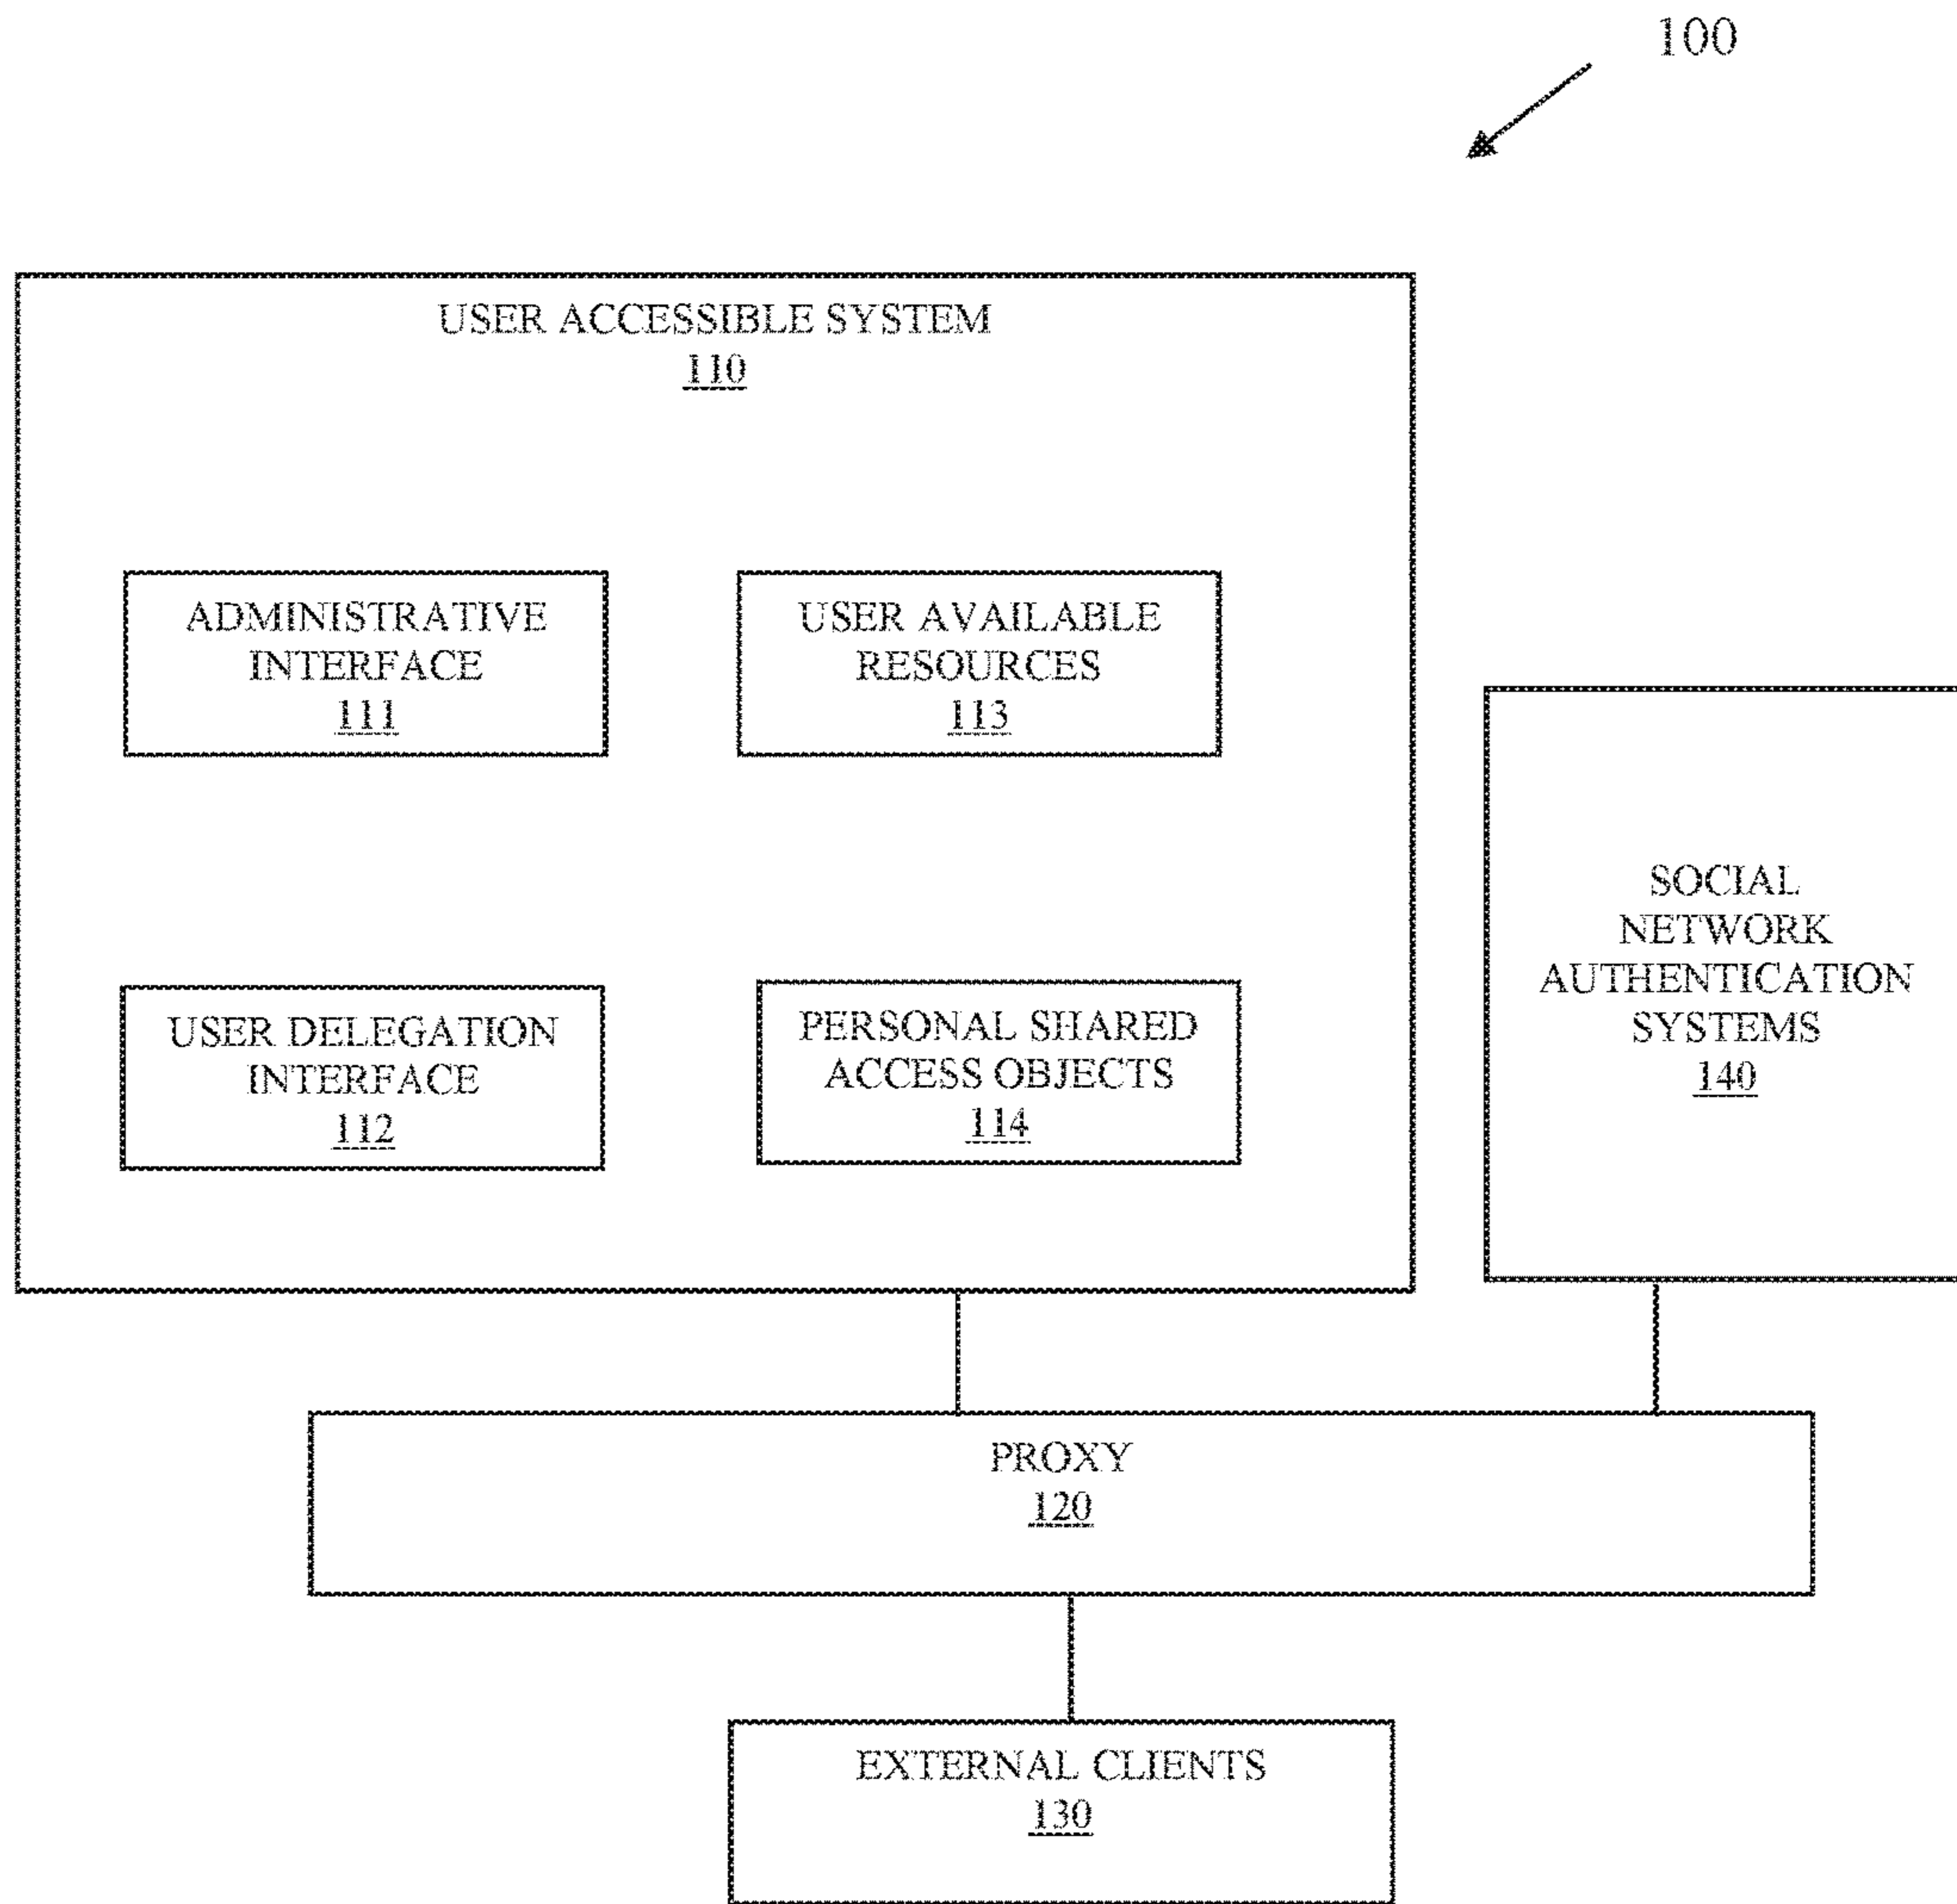 100
USER ACCESSIBLE SYSTEM
110
ADMINISTRATIVE
INTERFACE
111
USER AVAILABLE
RESOURCES
113
USER DELEGATION
INTERFACE
112
PERSONAL SHARED
ACCESS OBJECTS
114
SOCIAL
NETWORK
AUTHENTICATION
SYSTEMS
140
PROXY
120
EXTERNAL CLIENTS
130